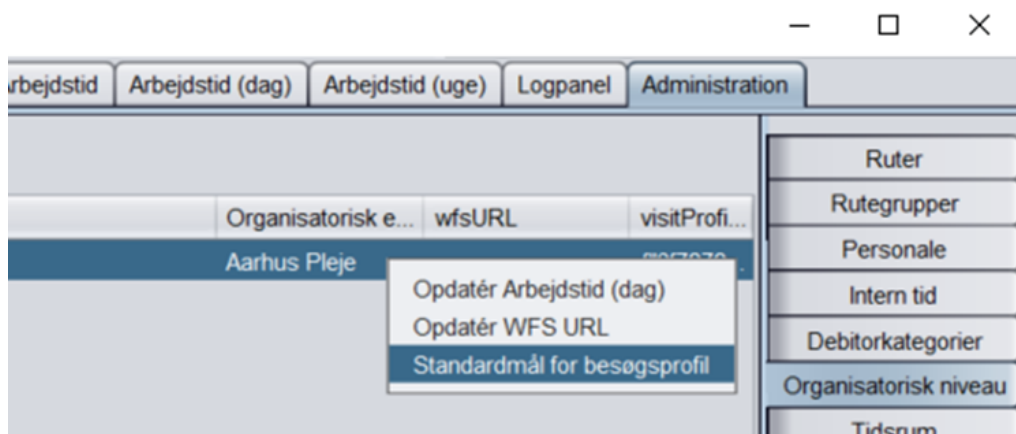 Arbejdstid (dag) Arbejdstid (uge) Logpanel Administration
Ruter
Organisatorisk e... wfsURL visitProfi...
Rutegrupper
Aarhus Pleje
Personale
Opdatér Arbejdstid (dag)
Intern tid
Opdatér WFS URL
Debitorkategorier
Standardmål for besøgsprofil
Organisatorisk niveau
Tidsrum